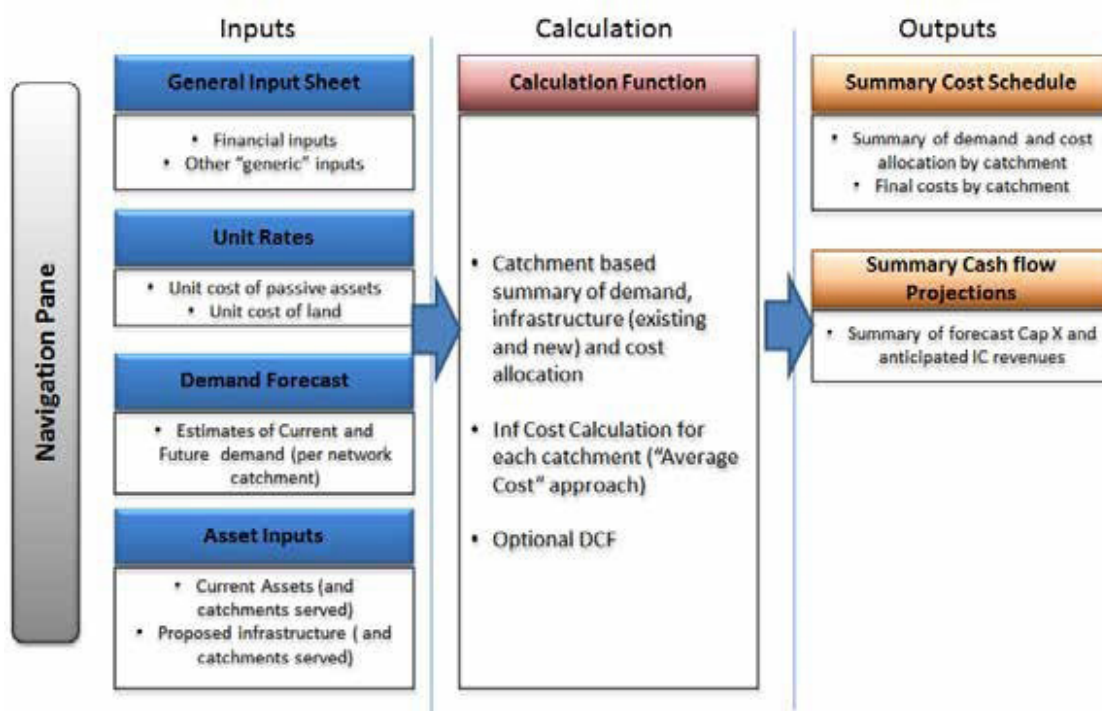 Inputs
Calculation
Outputs
Navigation Pane
General Input Sheet
• Financial inputs
• Other "generic" inputs
Unit Rates
• Unit cost of passive assets
• Unit cost of land
Demand Forecast
• Estimates of Current and
Future demand (per network
catchment)
Asset Inputs
• Current Assets (and
catchments served)
• Proposed infrastructure ( and
catchments served)
Calculation Function
• Catchment based
summary of demand,
infrastructure (existing
and new) and cost
allocation
• Inf Cost Calculation for
each catchment ("Average
Cost" approach)
• Optional DCF
Summary Cost Schedule
• Summary of demand and cost
allocation by catchment
• Final costs by catchment
Summary Cash flow
Projections
• Summary of forecast Cap X and
anticipated IC revenues